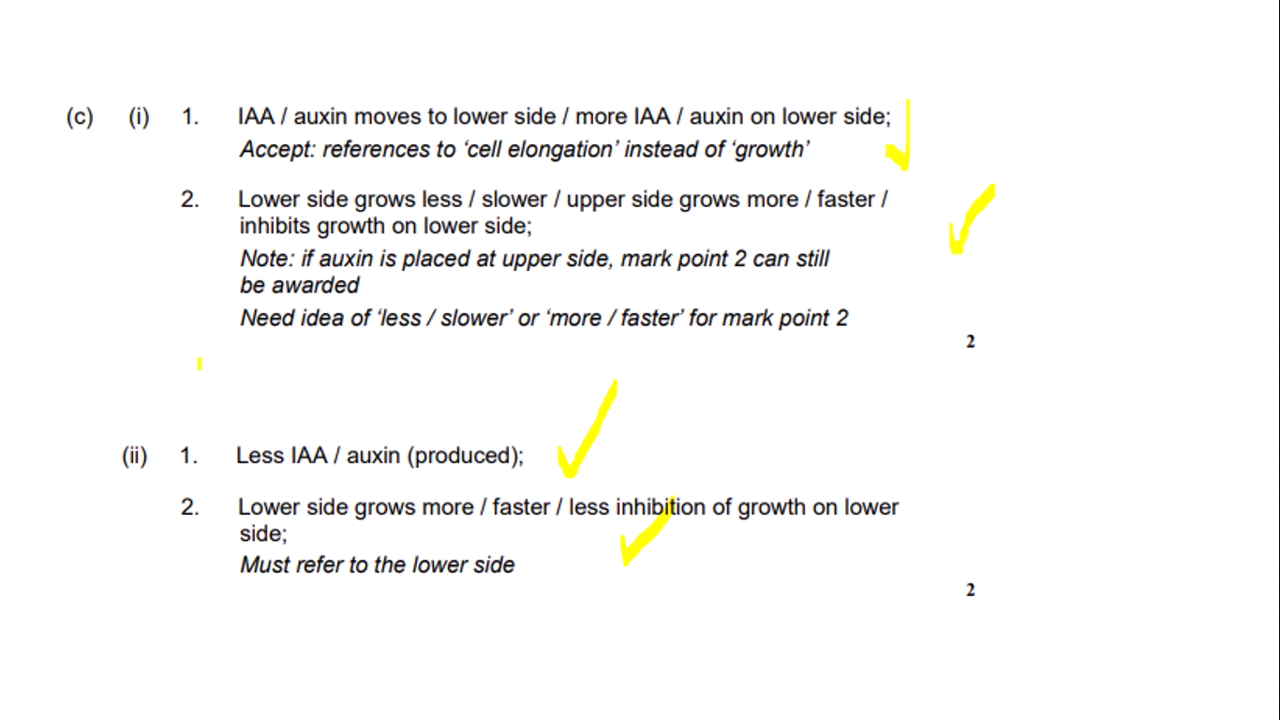 (c) (i) 1. IAA / auxin moves to lower side / more IAA / auxin on lower side;
Accept: references to ‘cell elongation’ instead of ‘growth’
2. Lower side grows less / slower / upper side grows more / faster /
inhibits growth on lower side;
Note: if auxin is placed at upper side, mark point 2 can still
be awarded
Need idea of ‘less / slower’ or ‘more / faster’ for mark point 2
2
(ii) 1. Less IAA / auxin (produced);
2. Lower side grows more / faster / less inhibition of growth on lower
side;
Must refer to the lower side
2